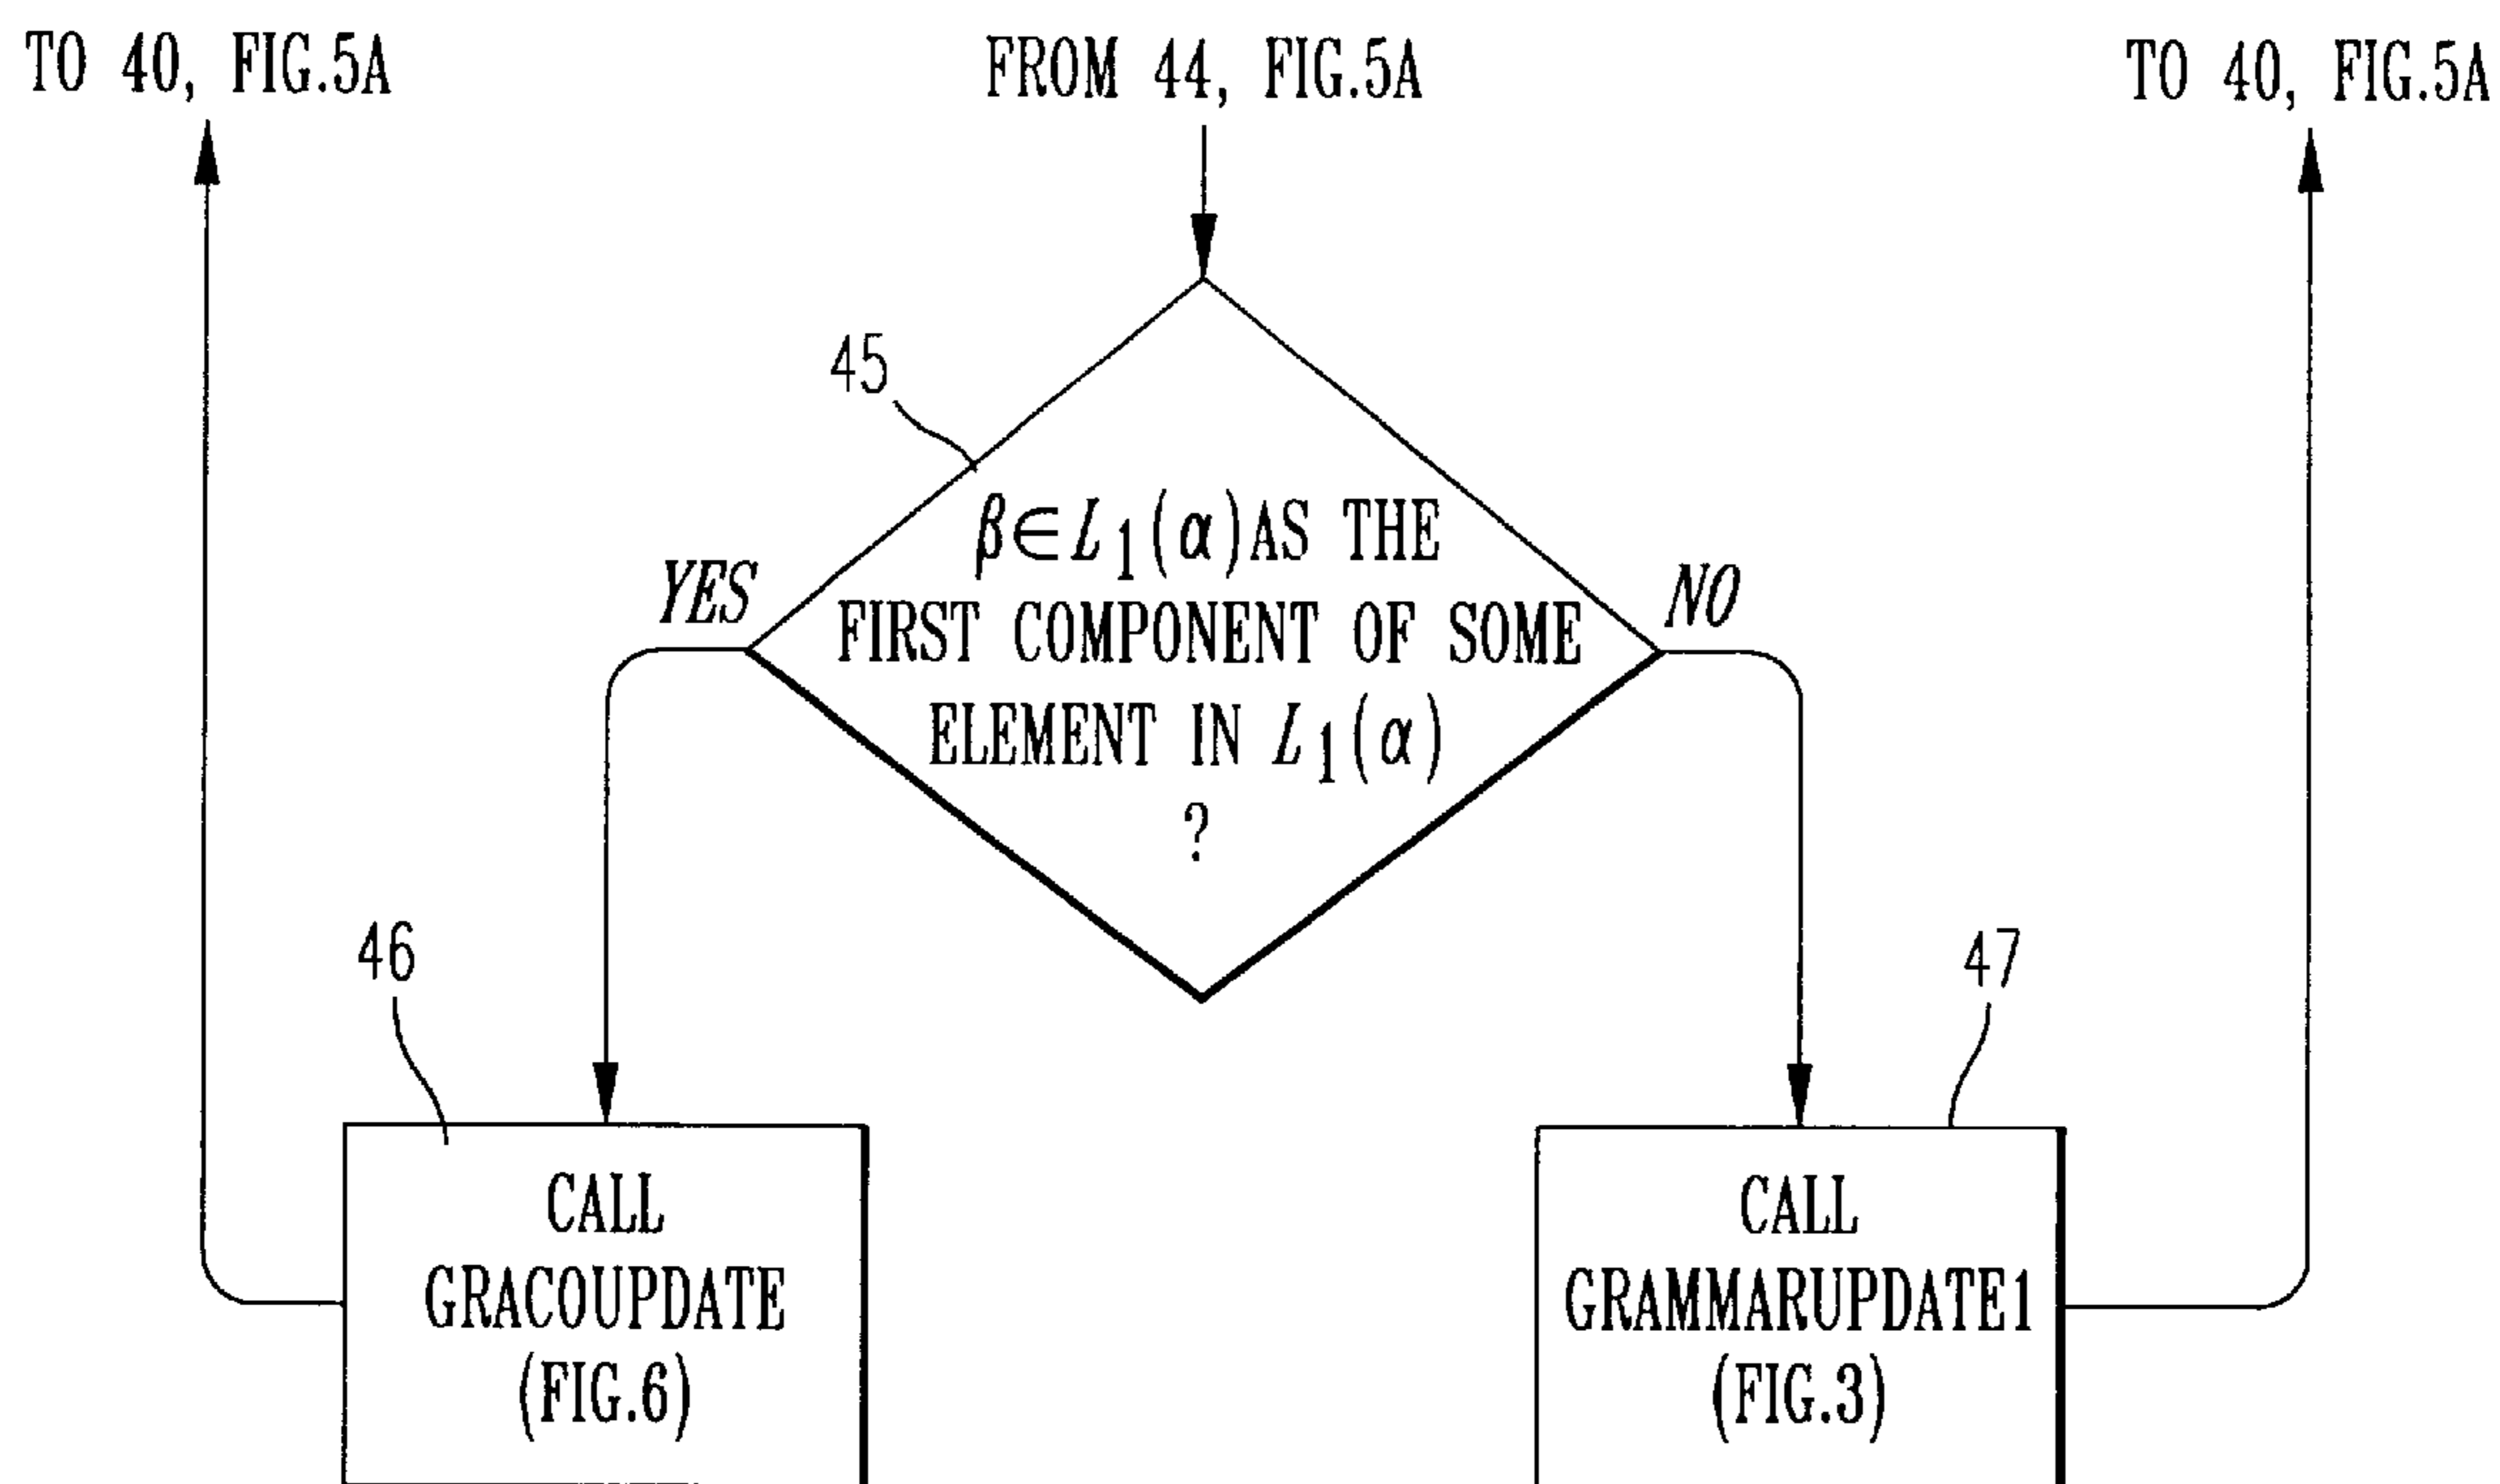 TO 40, FIG.5A
FROM 44, FIG.5A
TO 40, FIG.5A
45
β∈L1(α)AS THE
FIRST COMPONENT OF SOME
ELEMENT IN L1(α)
?
YES
NO
46
47
CALL
GRACOUPDATE
(FIG.6)
CALL
GRAMMARUPDATE1
(FIG.3)